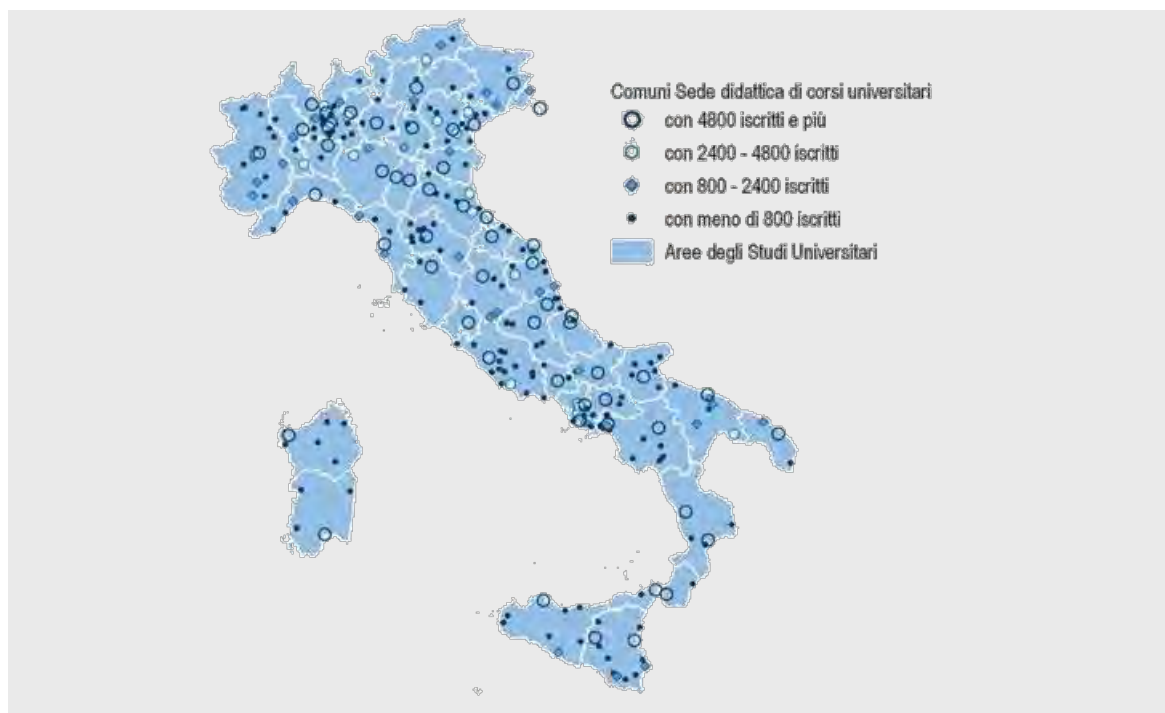 Comuni Sede didattica di corsi universitari
con 4800 iscritti e più
con 2400 - 4800 iscritti
con 800 - 2400 iscritti
con meno di 800 iscritti
Aree degli Studi Universitari